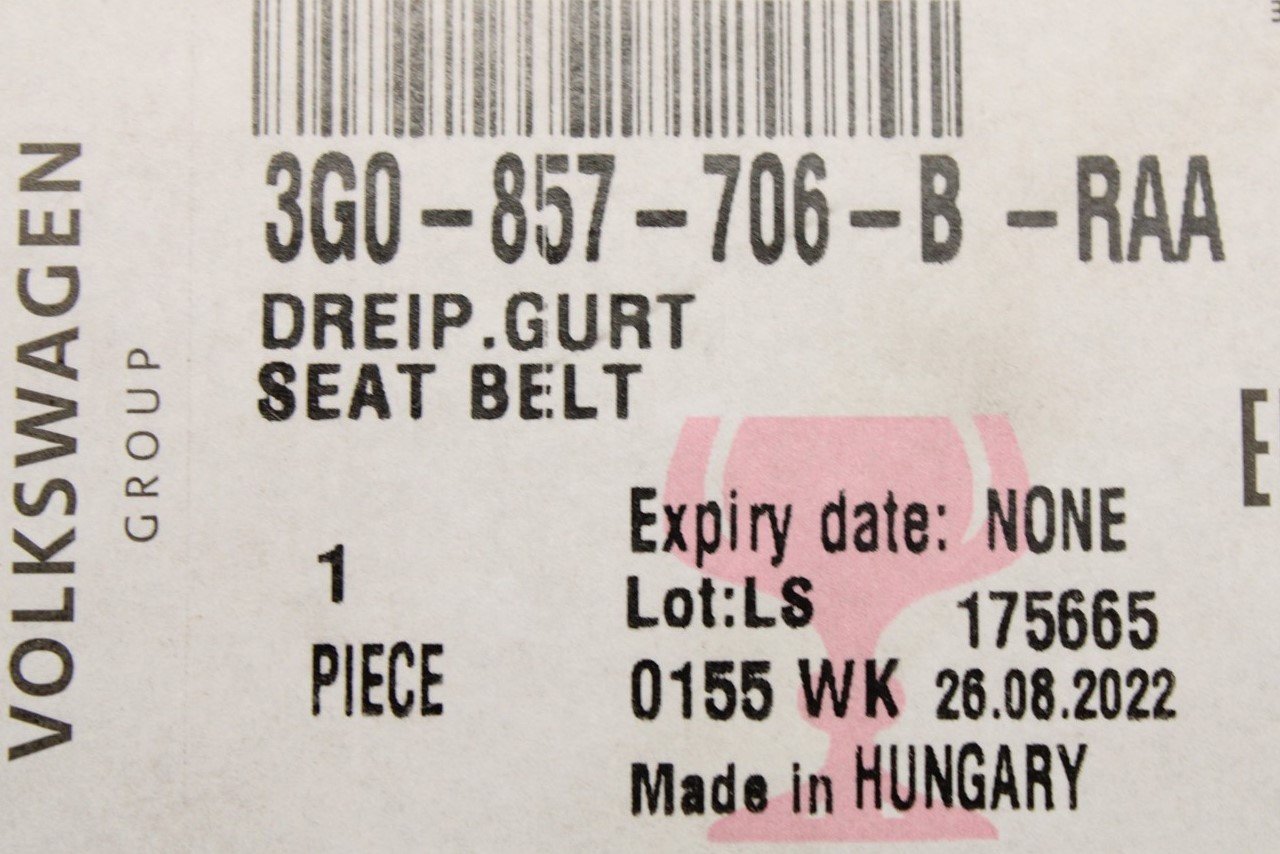 VOLKSWAGEN
GROUP
3G0-857-706-B -RAA
DREIP.GURT
SEAT BELT
1
PIECE
Expiry date: NONE
Lot:LS 175665
0155 WK 26.08.2022
Made in HUNGARY
E